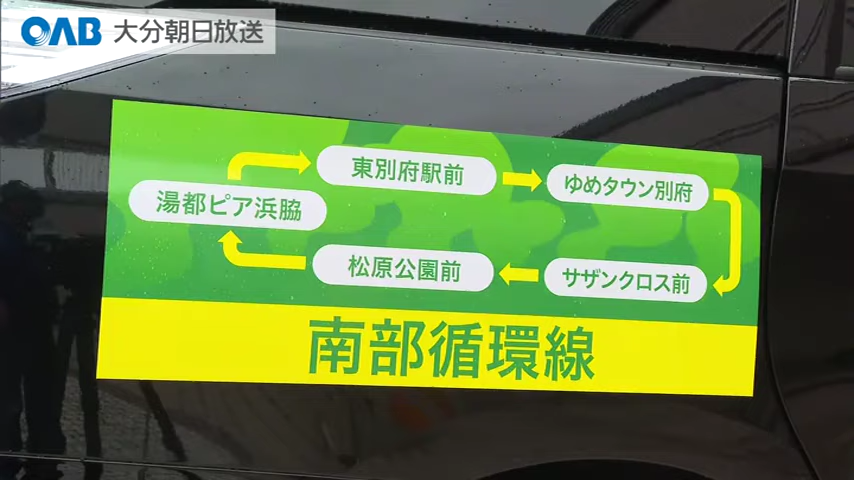 OAB 大分朝日放送
東別府駅前
ゆめタウン別府
湯都ピア浜脇
松原公園前
サザンクロス前
南部循環線